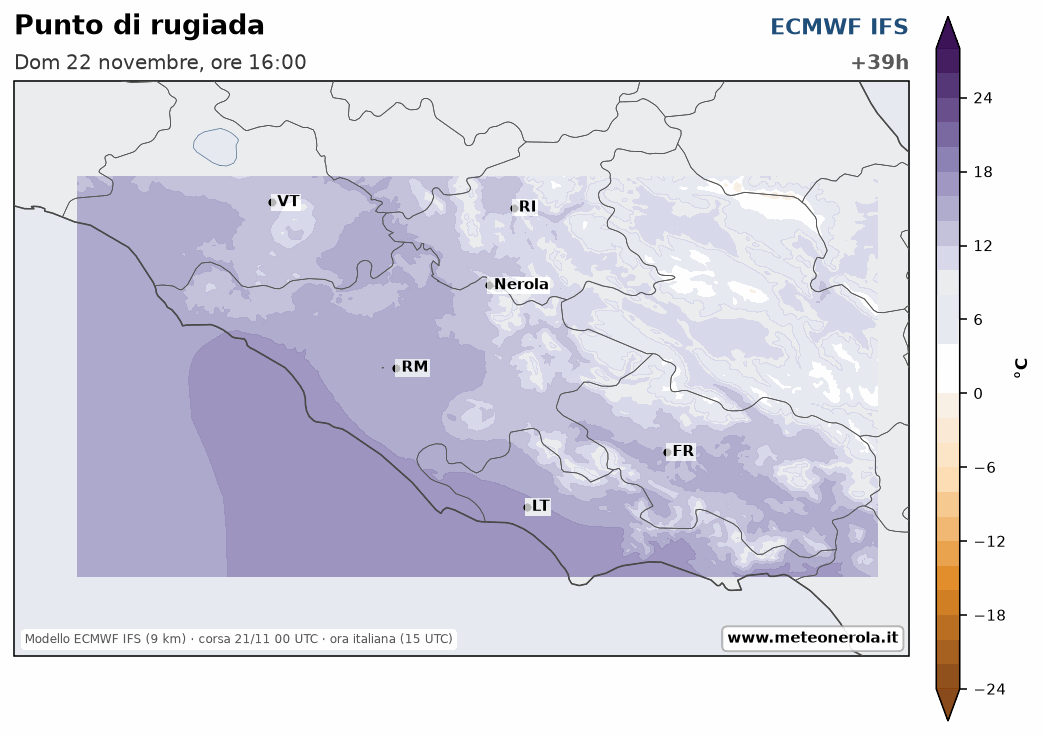 Punto di rugiada
ECMWF IFS
Dom 22 novembre, ore 16:00
+39h
VT
RI
Nerola
RM
FR
LT
24
18
12
6
0
−6
−12
−18
−24
°C
Modello ECMWF IFS (9 km) · corsa 21/11 00 UTC · ora italiana (15 UTC)
www.meteonerola.it